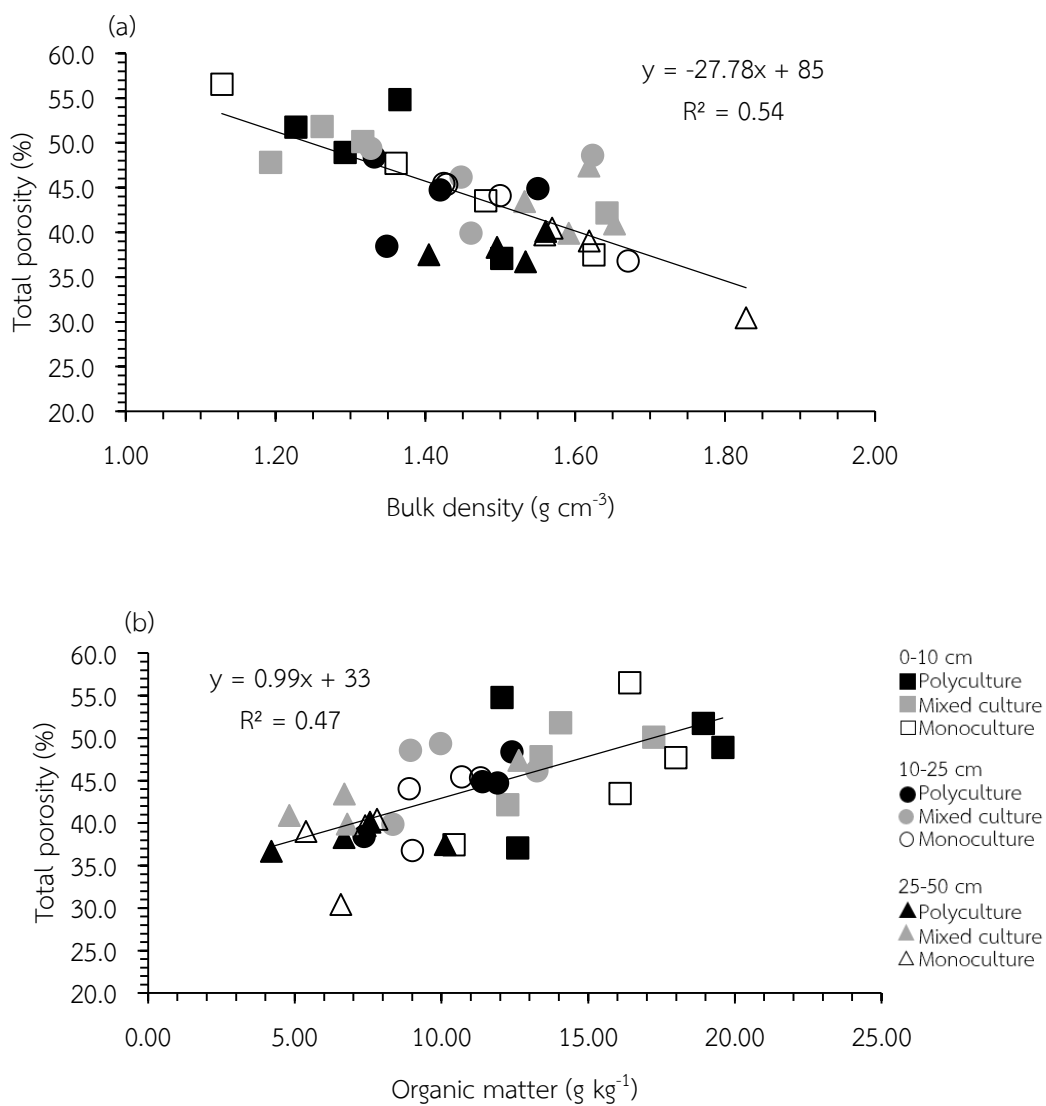 (a)
60.0
55.0
50.0
45.0
40.0
35.0
30.0
25.0
20.0
Total porosity (%)
y = -27.78x + 85
R² = 0.54
1.00 1.20 1.40 1.60 1.80 2.00
Bulk density (g cm⁻³)
(b)
60.0
55.0
50.0
45.0
40.0
35.0
30.0
25.0
20.0
Total porosity (%)
y = 0.99x + 33
R² = 0.47
0.00 5.00 10.00 15.00 20.00 25.00
Organic matter (g kg⁻¹)
0-10 cm
Polyculture
Mixed culture
Monoculture
10-25 cm
Polyculture
Mixed culture
Monoculture
25-50 cm
Polyculture
Mixed culture
Monoculture